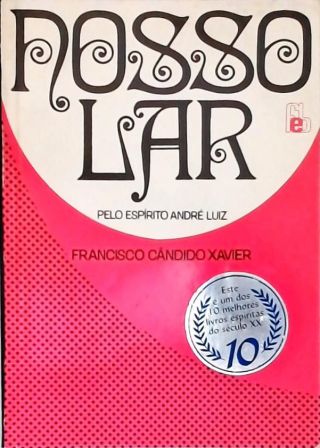 NOSSO
LAR
FEB
PELO ESPÍRITO ANDRÉ LUIZ
FRANCISCO CÂNDIDO XAVIER
Este
é um dos
10 melhores
livros espíritas
do século XX
10